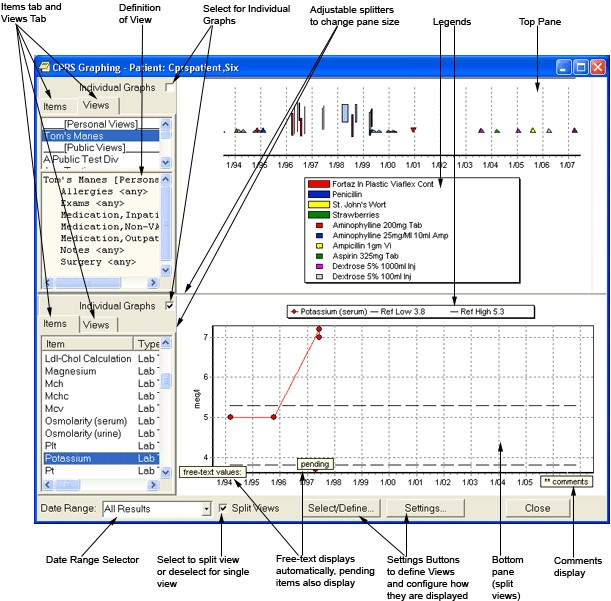 Items tab and
Views Tab
Definition
of View
Select for Individual
Graphs
Adjustable splitters
to change pane size
Legends
Top Pane
CPRS Graphing - Patient: Cprspatient,Six
Individual Graphs
Items
Views
[Personal Views]
Tom's Manes
[Public Views]
A Public Test Div
Tom's Manes [Persona
Allergies <any>
Exams <any>
Medication,Inpati
Medication,Non-VA
Medication,Outpat
Notes <any>
Surgery <any>
1/94 1/95 1/96 1/97 1/98 1/99 1/00 1/01 1/02 1/03 1/04 1/05 1/06 1/07
Fortaz In Plastic Viaflex Cont
Penicillin
St. John's Wort
Strawberries
Aminophylline 200mg Tab
Aminophylline 25mg/Ml 10ml Amp
Ampicillin 1gm Vi
Aspirin 325mg Tab
Dextrose 5% 1000ml Inj
Dextrose 5% 100ml Inj
Individual Graphs
Items
Views
Item Type
Ldl-Chol Calculation Lab T
Magnesium Lab T
Mch Lab T
Mchc Lab T
Mcv Lab T
Osmolarity (serum) Lab T
Osmolarity (urine) Lab T
Plt Lab T
Potassium Lab T
Pt Lab T
Potassium (serum) Ref Low 3.8 Ref High 5.3
7
6
5
4
meq/l
free-text values:
pending
1/94 1/95 1/96 1/97 1/98 1/99 1/00 1/01 1/02 1/03 1/04 1/05
** comments
Date Range: All Results
Split Views
Select/Define...
Settings...
Close
Date Range Selector
Select to split view
or deselect for single
view
Free-text displays
automatically, pending
items also display
Settings Buttons
to define Views
and configure how
they are displayed
Bottom
pane
(split
views)
Comments
display